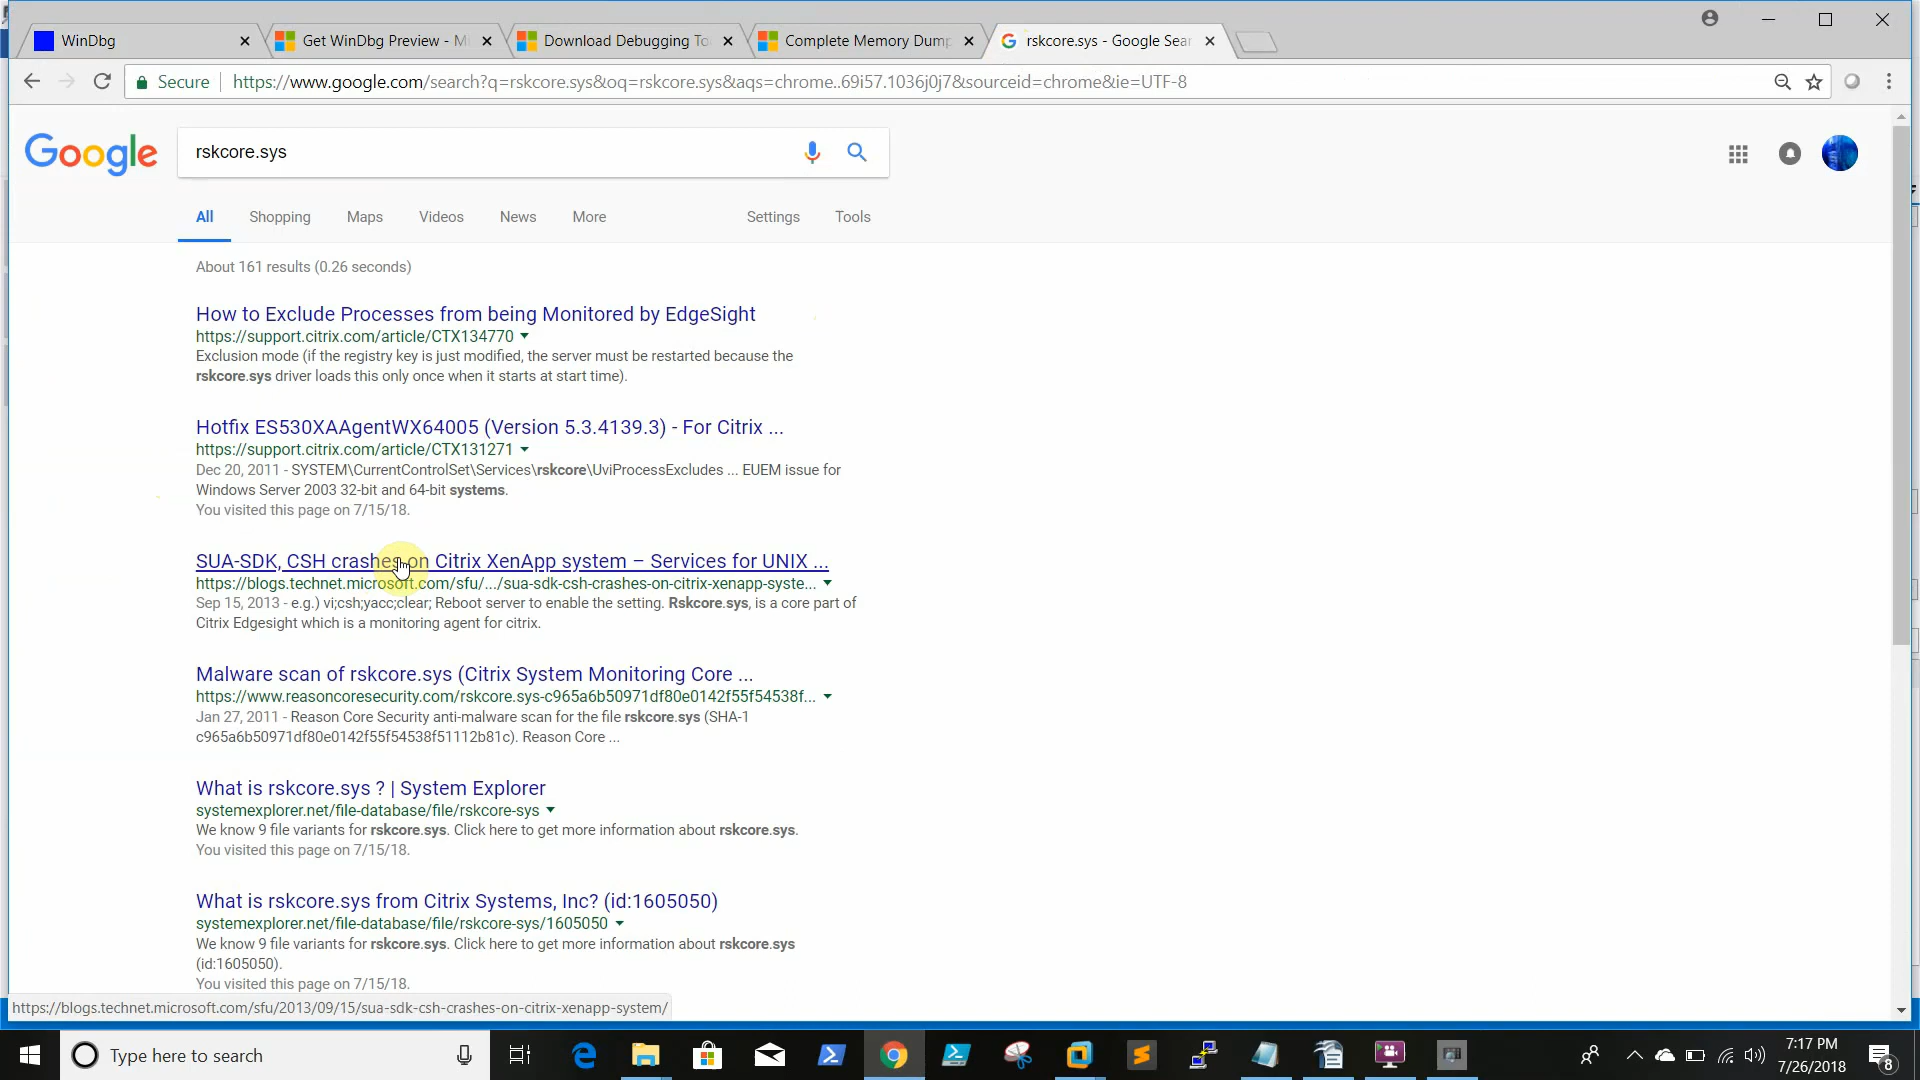 WinDbg
Get WinDbg Preview - Mi
Download Debugging To
Complete Memory Dump
rskcore.sys - Google Sear
Secure
https://www.google.com/search?q=rskcore.sys&oq=rskcore.sys&aqs=chrome..69i57.1036j0j7&sourceid=chrome&ie=UTF-8
Google
rskcore.sys
All Shopping Maps Videos News More Settings Tools
About 161 results (0.26 seconds)
How to Exclude Processes from being Monitored by EdgeSight
https://support.citrix.com/article/CTX134770
Exclusion mode (if the registry key is just modified, the server must be restarted because the
rskcore.sys driver loads this only once when it starts at start time).
Hotfix ES530XAAgentWX64005 (Version 5.3.4139.3) - For Citrix ...
https://support.citrix.com/article/CTX131271
Dec 20, 2011 - SYSTEM\CurrentControlSet\Services\rskcore\UviProcessExcludes ... EUEM issue for
Windows Server 2003 32-bit and 64-bit systems.
You visited this page on 7/15/18.
SUA-SDK, CSH crashes on Citrix XenApp system – Services for UNIX ...
https://blogs.technet.microsoft.com/sfu/.../sua-sdk-csh-crashes-on-citrix-xenapp-syste...
Sep 15, 2013 - e.g.) vi;csh;yacc;clear; Reboot server to enable the setting. Rskcore.sys, is a core part of
Citrix Edgesight which is a monitoring agent for citrix.
Malware scan of rskcore.sys (Citrix System Monitoring Core ...
https://www.reasoncoresecurity.com/rskcore.sys-c965a6b50971df80e0142f55f54538f...
Jan 27, 2011 - Reason Core Security anti-malware scan for the file rskcore.sys (SHA-1
c965a6b50971df80e0142f55f54538f51112b81c). Reason Core ...
What is rskcore.sys ? | System Explorer
systemexplorer.net/file-database/file/rskcore-sys
We know 9 file variants for rskcore.sys. Click here to get more information about rskcore.sys.
You visited this page on 7/15/18.
What is rskcore.sys from Citrix Systems, Inc? (id:1605050)
systemexplorer.net/file-database/file/rskcore-sys/1605050
We know 9 file variants for rskcore.sys. Click here to get more information about rskcore.sys
(id:1605050).
You visited this page on 7/15/18.
https://blogs.technet.microsoft.com/sfu/2013/09/15/sua-sdk-csh-crashes-on-citrix-xenapp-system/
Type here to search
7:17 PM
7/26/2018
8